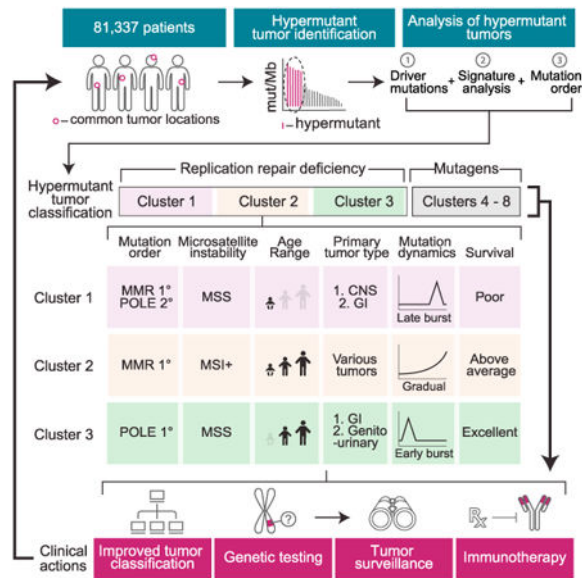 81,337 patients
Hypermutant
tumor identification
Analysis of hypermutant
tumors
– common tumor locations
mut/Mb
– hypermutant
1
2
3
Driver
mutations
+
Signature
analysis
+
Mutation
order
Hypermutant
tumor
classification
Replication repair deficiency
Mutagens
Cluster 1
Cluster 2
Cluster 3
Clusters 4 - 8
Mutation
order
Microsatellite
instability
Age
Range
Primary
tumor type
Mutation
dynamics
Survival
Cluster 1
MMR 1°
POLE 2°
MSS
1. CNS
2. GI
Late burst
Poor
Cluster 2
MMR 1°
MSI+
Various
tumors
Gradual
Above
average
Cluster 3
POLE 1°
MSS
1. GI
2. Genito
-urinary
Early burst
Excellent
?
Rx
Clinical
actions
Improved tumor
classification
Genetic testing
Tumor
surveillance
Immunotherapy